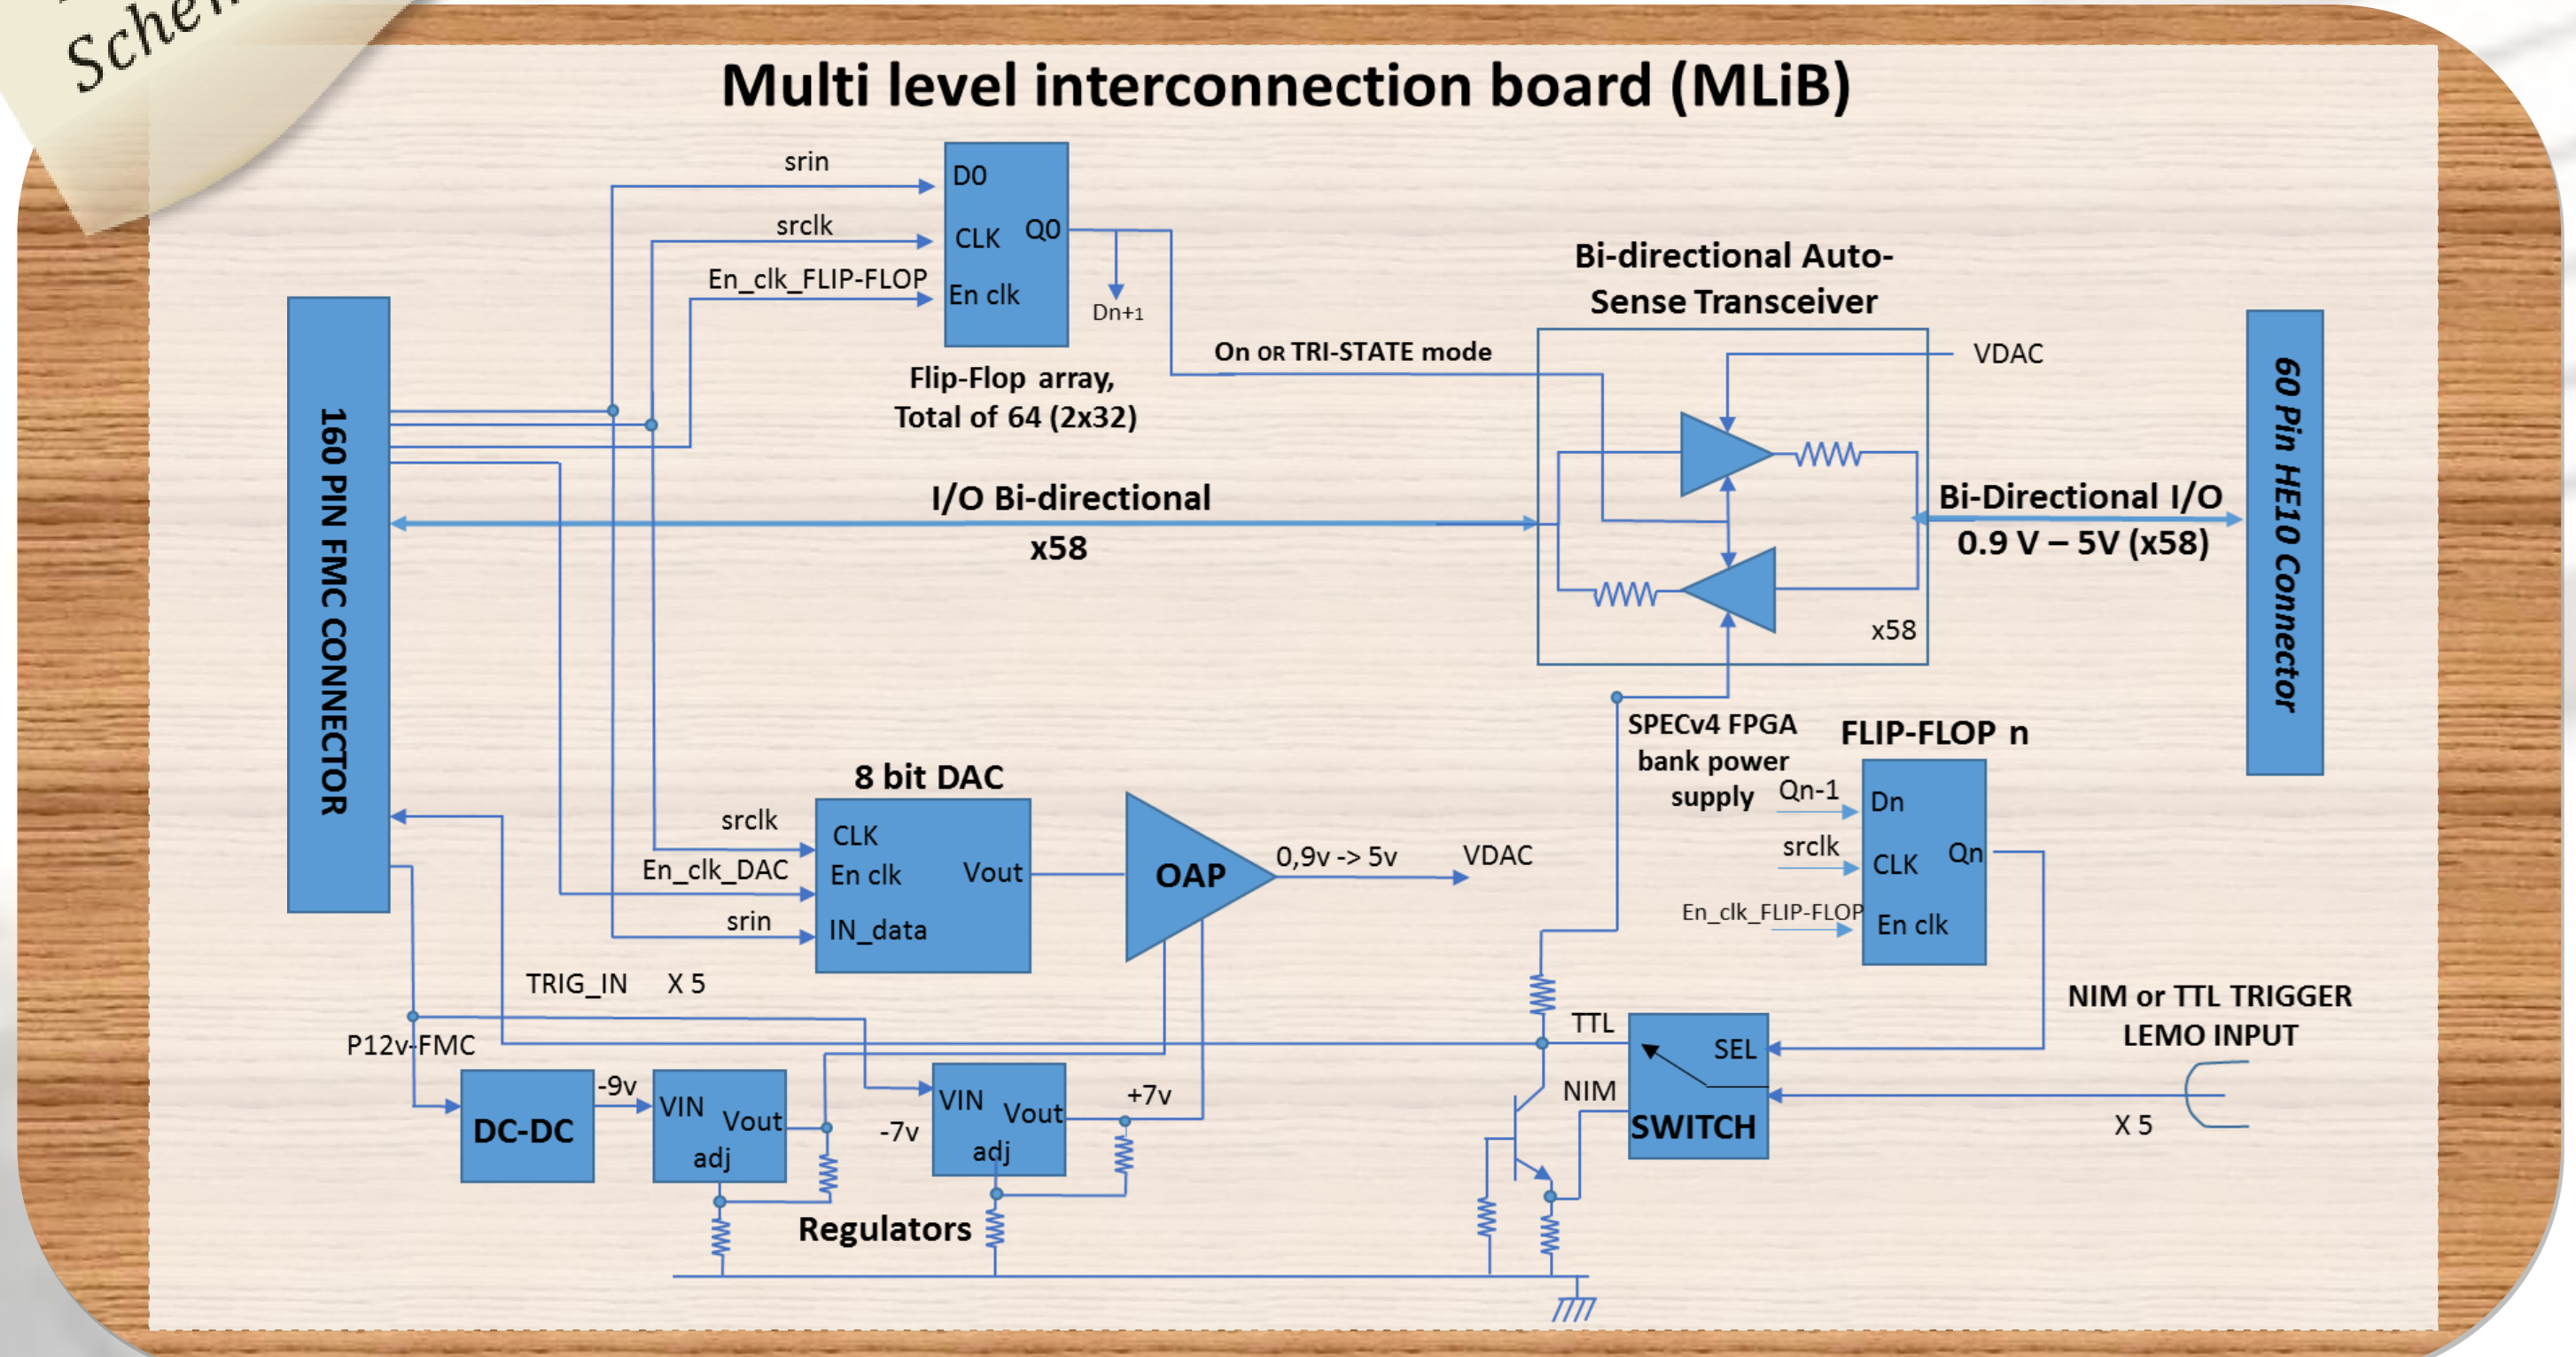 Multi level interconnection board (MLiB)
srin
D0
srclk
CLK
Q0
En_clk_FLIP-FLOP
En clk
Dn+1
Flip-Flop array,
Total of 64 (2x32)
On OR TRI-STATE mode
Bi-directional Auto-
Sense Transceiver
VDAC
160 PIN FMC CONNECTOR
I/O Bi-directional
x58
x58
Bi-Directional I/O
0.9 V – 5V (x58)
60 Pin HE10 Connector
8 bit DAC
srclk
CLK
En_clk_DAC
En clk
Vout
srin
IN_data
OAP
0,9v -> 5v
VDAC
SPECv4 FPGA
bank power
supply
FLIP-FLOP n
Qn-1
Dn
srclk
CLK
Qn
En_clk_FLIP-FLOP
En clk
TRIG_IN X 5
P12v-FMC
DC-DC
-9v
VIN
Vout
adj
-7v
VIN
Vout
adj
+7v
Regulators
TTL
NIM
SEL
SWITCH
NIM or TTL TRIGGER
LEMO INPUT
X 5